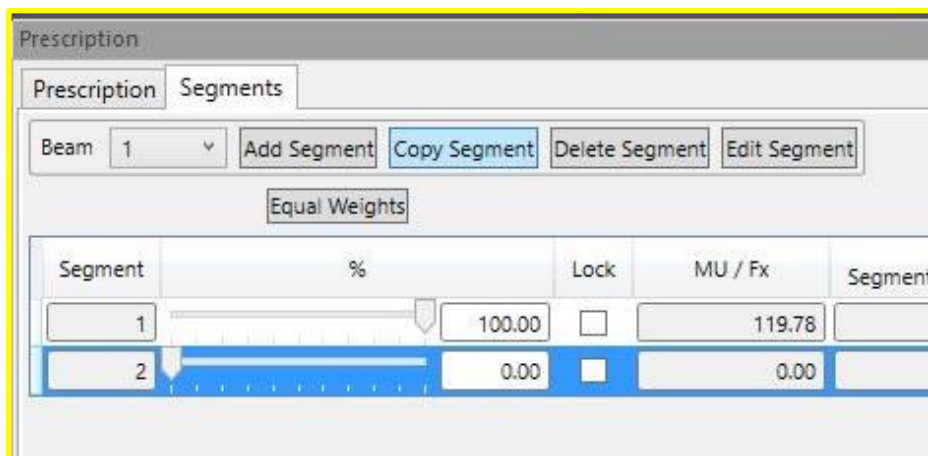 Prescription
Prescription Segments
Beam 1 Add Segment Copy Segment Delete Segment Edit Segment
Equal Weights
Segment % Lock MU / Fx Segment
1 100.00 119.78
2 0.00 0.00